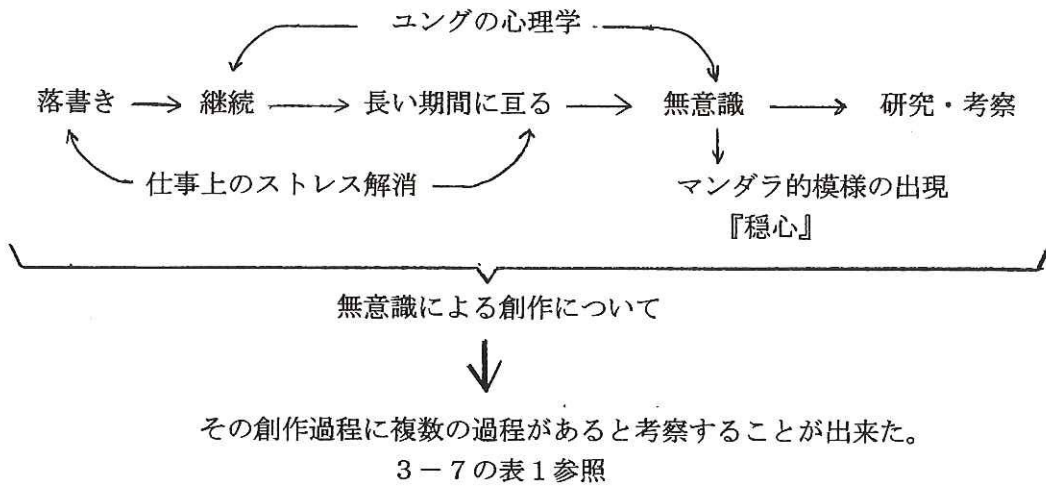 ユングの心理学
落書き 継続 長い期間に亘る 無意識 研究・考察
仕事上のストレス解消 マンダラ的模様の出現
『穏心』
無意識による創作について
その創作過程に複数の過程があると考察することが出来た。
3-7の表1参照